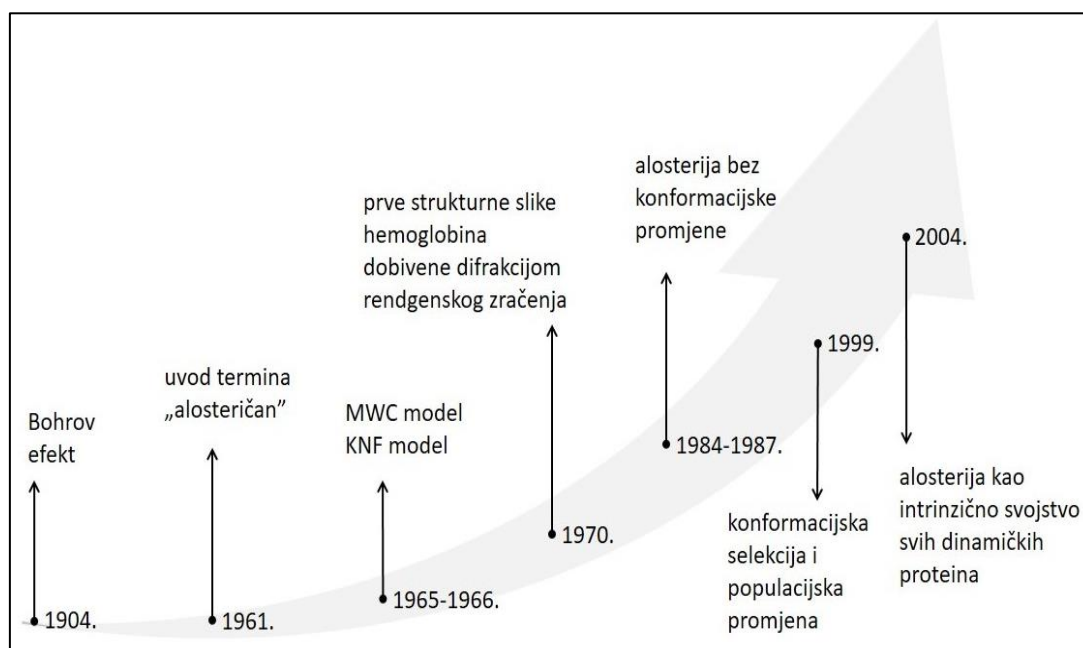 Bohrov
efekt
1904.
uvod termina
„alosteričan”
1961.
MWC model
KNF model
1965-1966.
prve strukturne slike
hemoglobina
dobivene difrakcijom
rendgenskog zračenja
1970.
alosterija bez
konformacijske
promjene
1984-1987.
1999.
konformacijska
selekcija i
populacijska
promjena
2004.
alosterija kao
intrinzično svojstvo
svih dinamičkih
proteina